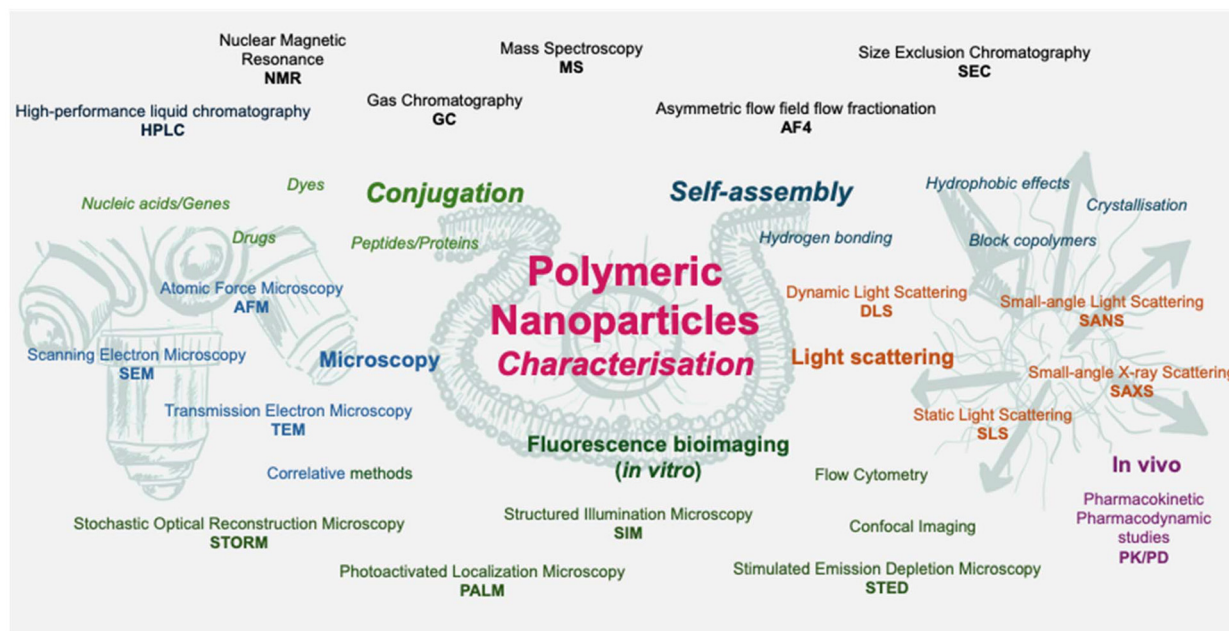 Nuclear Magnetic
Resonance
NMR
Mass Spectroscopy
MS
Size Exclusion Chromatography
SEC
High-performance liquid chromatography
HPLC
Gas Chromatography
GC
Asymmetric flow field flow fractionation
AF4
Nucleic acids/Genes
Dyes
Drugs
Conjugation
Peptides/Proteins
Self-assembly
Hydrogen bonding
Hydrophobic effects
Crystallisation
Block copolymers
Polymeric
Nanoparticles
Characterisation
Atomic Force Microscopy
AFM
Scanning Electron Microscopy
SEM
Microscopy
Transmission Electron Microscopy
TEM
Correlative methods
Dynamic Light Scattering
DLS
Small-angle Light Scattering
SANS
Light scattering
Small-angle X-ray Scattering
SAXS
Static Light Scattering
SLS
Fluorescence bioimaging
(in vitro)
Flow Cytometry
In vivo
Pharmacokinetic
Pharmacodynamic
studies
PK/PD
Stochastic Optical Reconstruction Microscopy
STORM
Structured Illumination Microscopy
SIM
Confocal Imaging
Photoactivated Localization Microscopy
PALM
Stimulated Emission Depletion Microscopy
STED